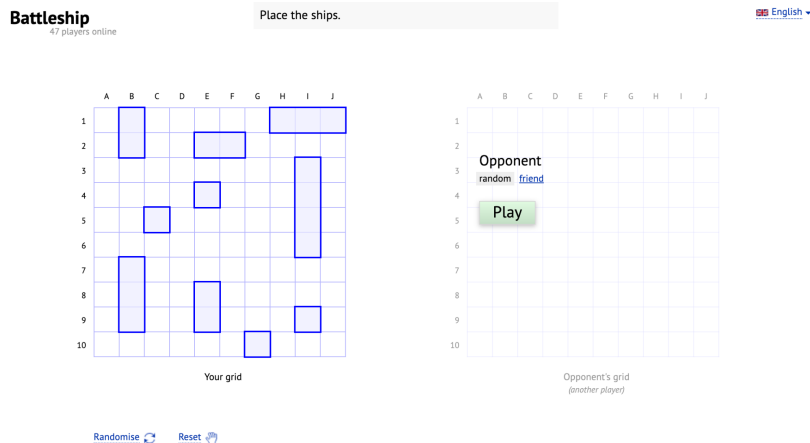 Battleship
47 players online
Place the ships.
English
A B C D E F G H I J
1
2
3
4
5
6
7
8
9
10
Your grid
Randomise
Reset
A B C D E F G H I J
1
2
3
4
5
6
7
8
9
10
Opponent
random friend
Play
Opponent's grid
(another player)